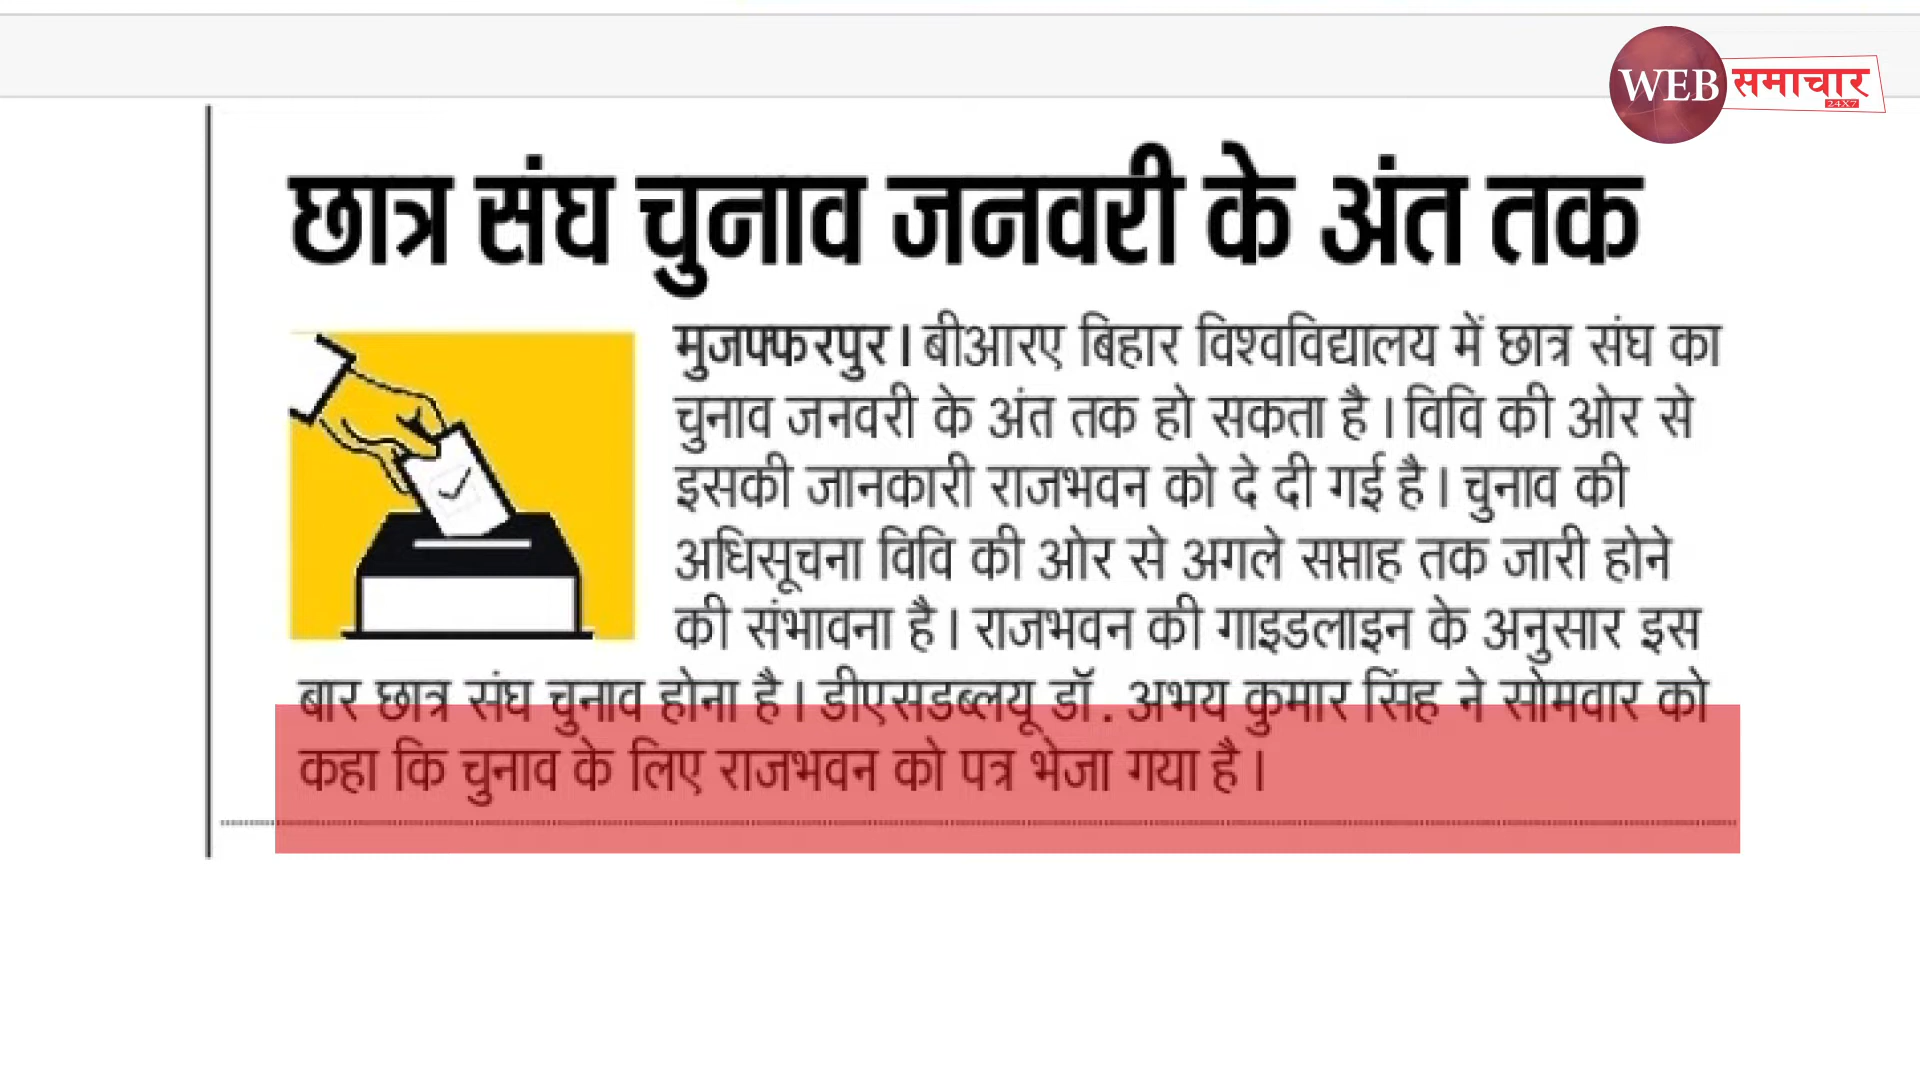 WEB समाचार
24X7
छात्र संघ चुनाव जनवरी के अंत तक
मुजफ्फरपुर। बीआरए बिहार विश्वविद्यालय में छात्र संघ का
चुनाव जनवरी के अंत तक हो सकता है। विवि की ओर से
इसकी जानकारी राजभवन को दे दी गई है। चुनाव की
अधिसूचना विवि की ओर से अगले सप्ताह तक जारी होने
की संभावना है। राजभवन की गाइडलाइन के अनुसार इस
बार छात्र संघ चुनाव होना है। डीएसडब्लयू डॉ. अभय कुमार सिंह ने सोमवार को
कहा कि चुनाव के लिए राजभवन को पत्र भेजा गया है।